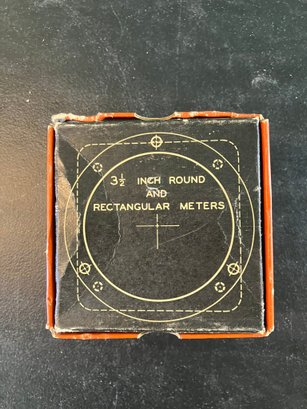 3½ INCH ROUND
AND
RECTANGULAR METERS